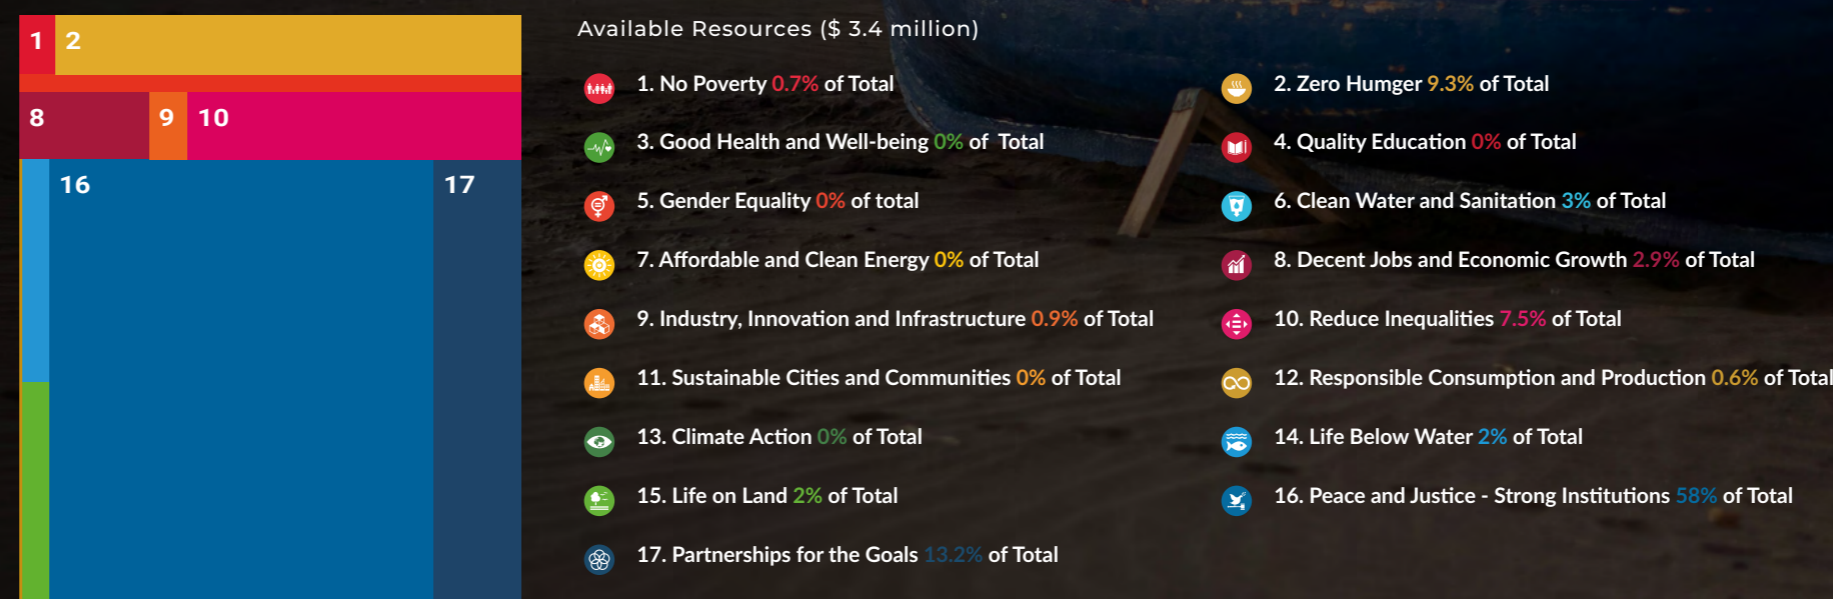 1 2
8 9 10
16 17
Available Resources ($ 3.4 million)
1. No Poverty 0.7% of Total
2. Zero Humger 9.3% of Total
3. Good Health and Well-being 0% of  Total
4. Quality Education 0% of Total
5. Gender Equality 0% of total
6. Clean Water and Sanitation 3% of Total
7. Affordable and Clean Energy 0% of Total
8. Decent Jobs and Economic Growth 2.9% of Total
9. Industry, Innovation and Infrastructure 0.9% of Total
10. Reduce Inequalities 7.5% of Total
11. Sustainable Cities and Communities 0% of Total
12. Responsible Consumption and Production 0.6% of Total
13. Climate Action 0% of Total
14. Life Below Water 2% of Total
15. Life on Land 2% of Total
16. Peace and Justice - Strong Institutions 58% of Total
17. Partnerships for the Goals 13.2% of Total